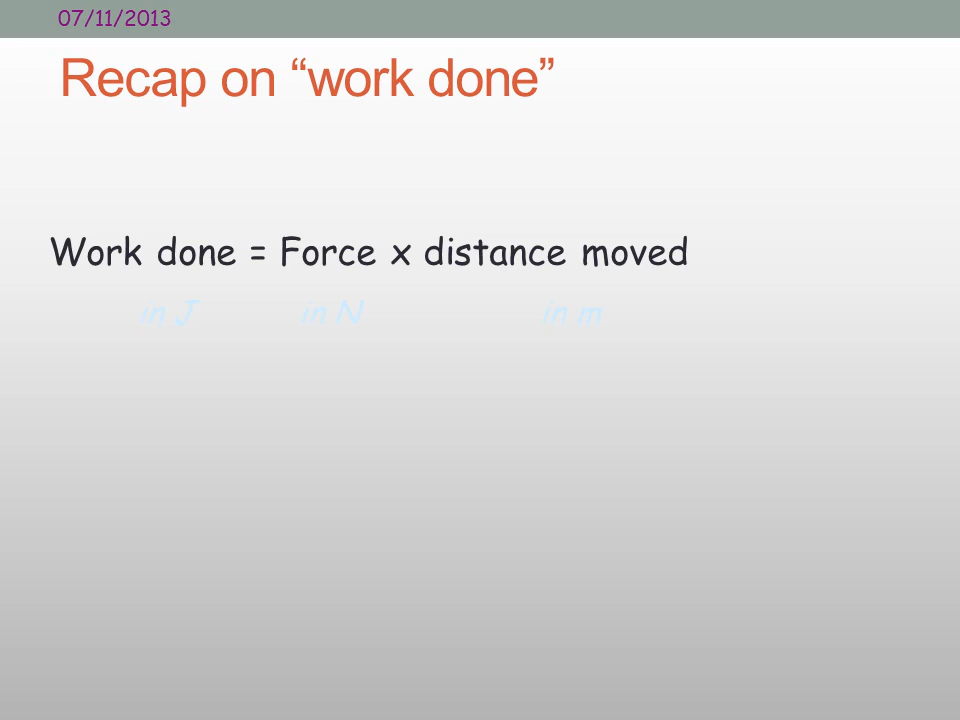 07/11/2013
Recap on “work done”
Work done = Force x distance moved
in J in N in m